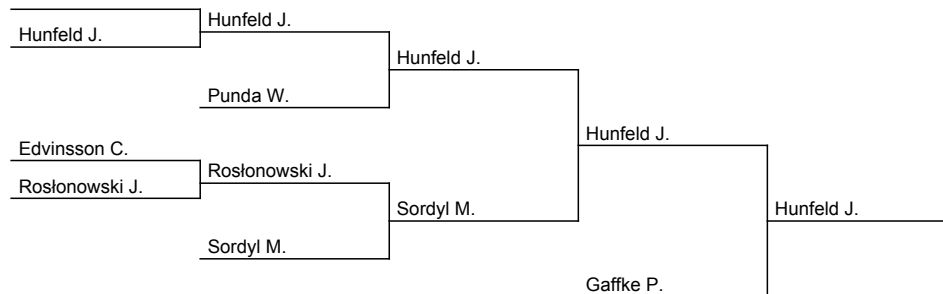 Hunfeld J.
Hunfeld J.
Hunfeld J.
Punda W.
Hunfeld J.
Edvinsson C.
Rosłonowski J.
Rosłonowski J.
Sordyl M.
Hunfeld J.
Sordyl M.
Gaffke P.